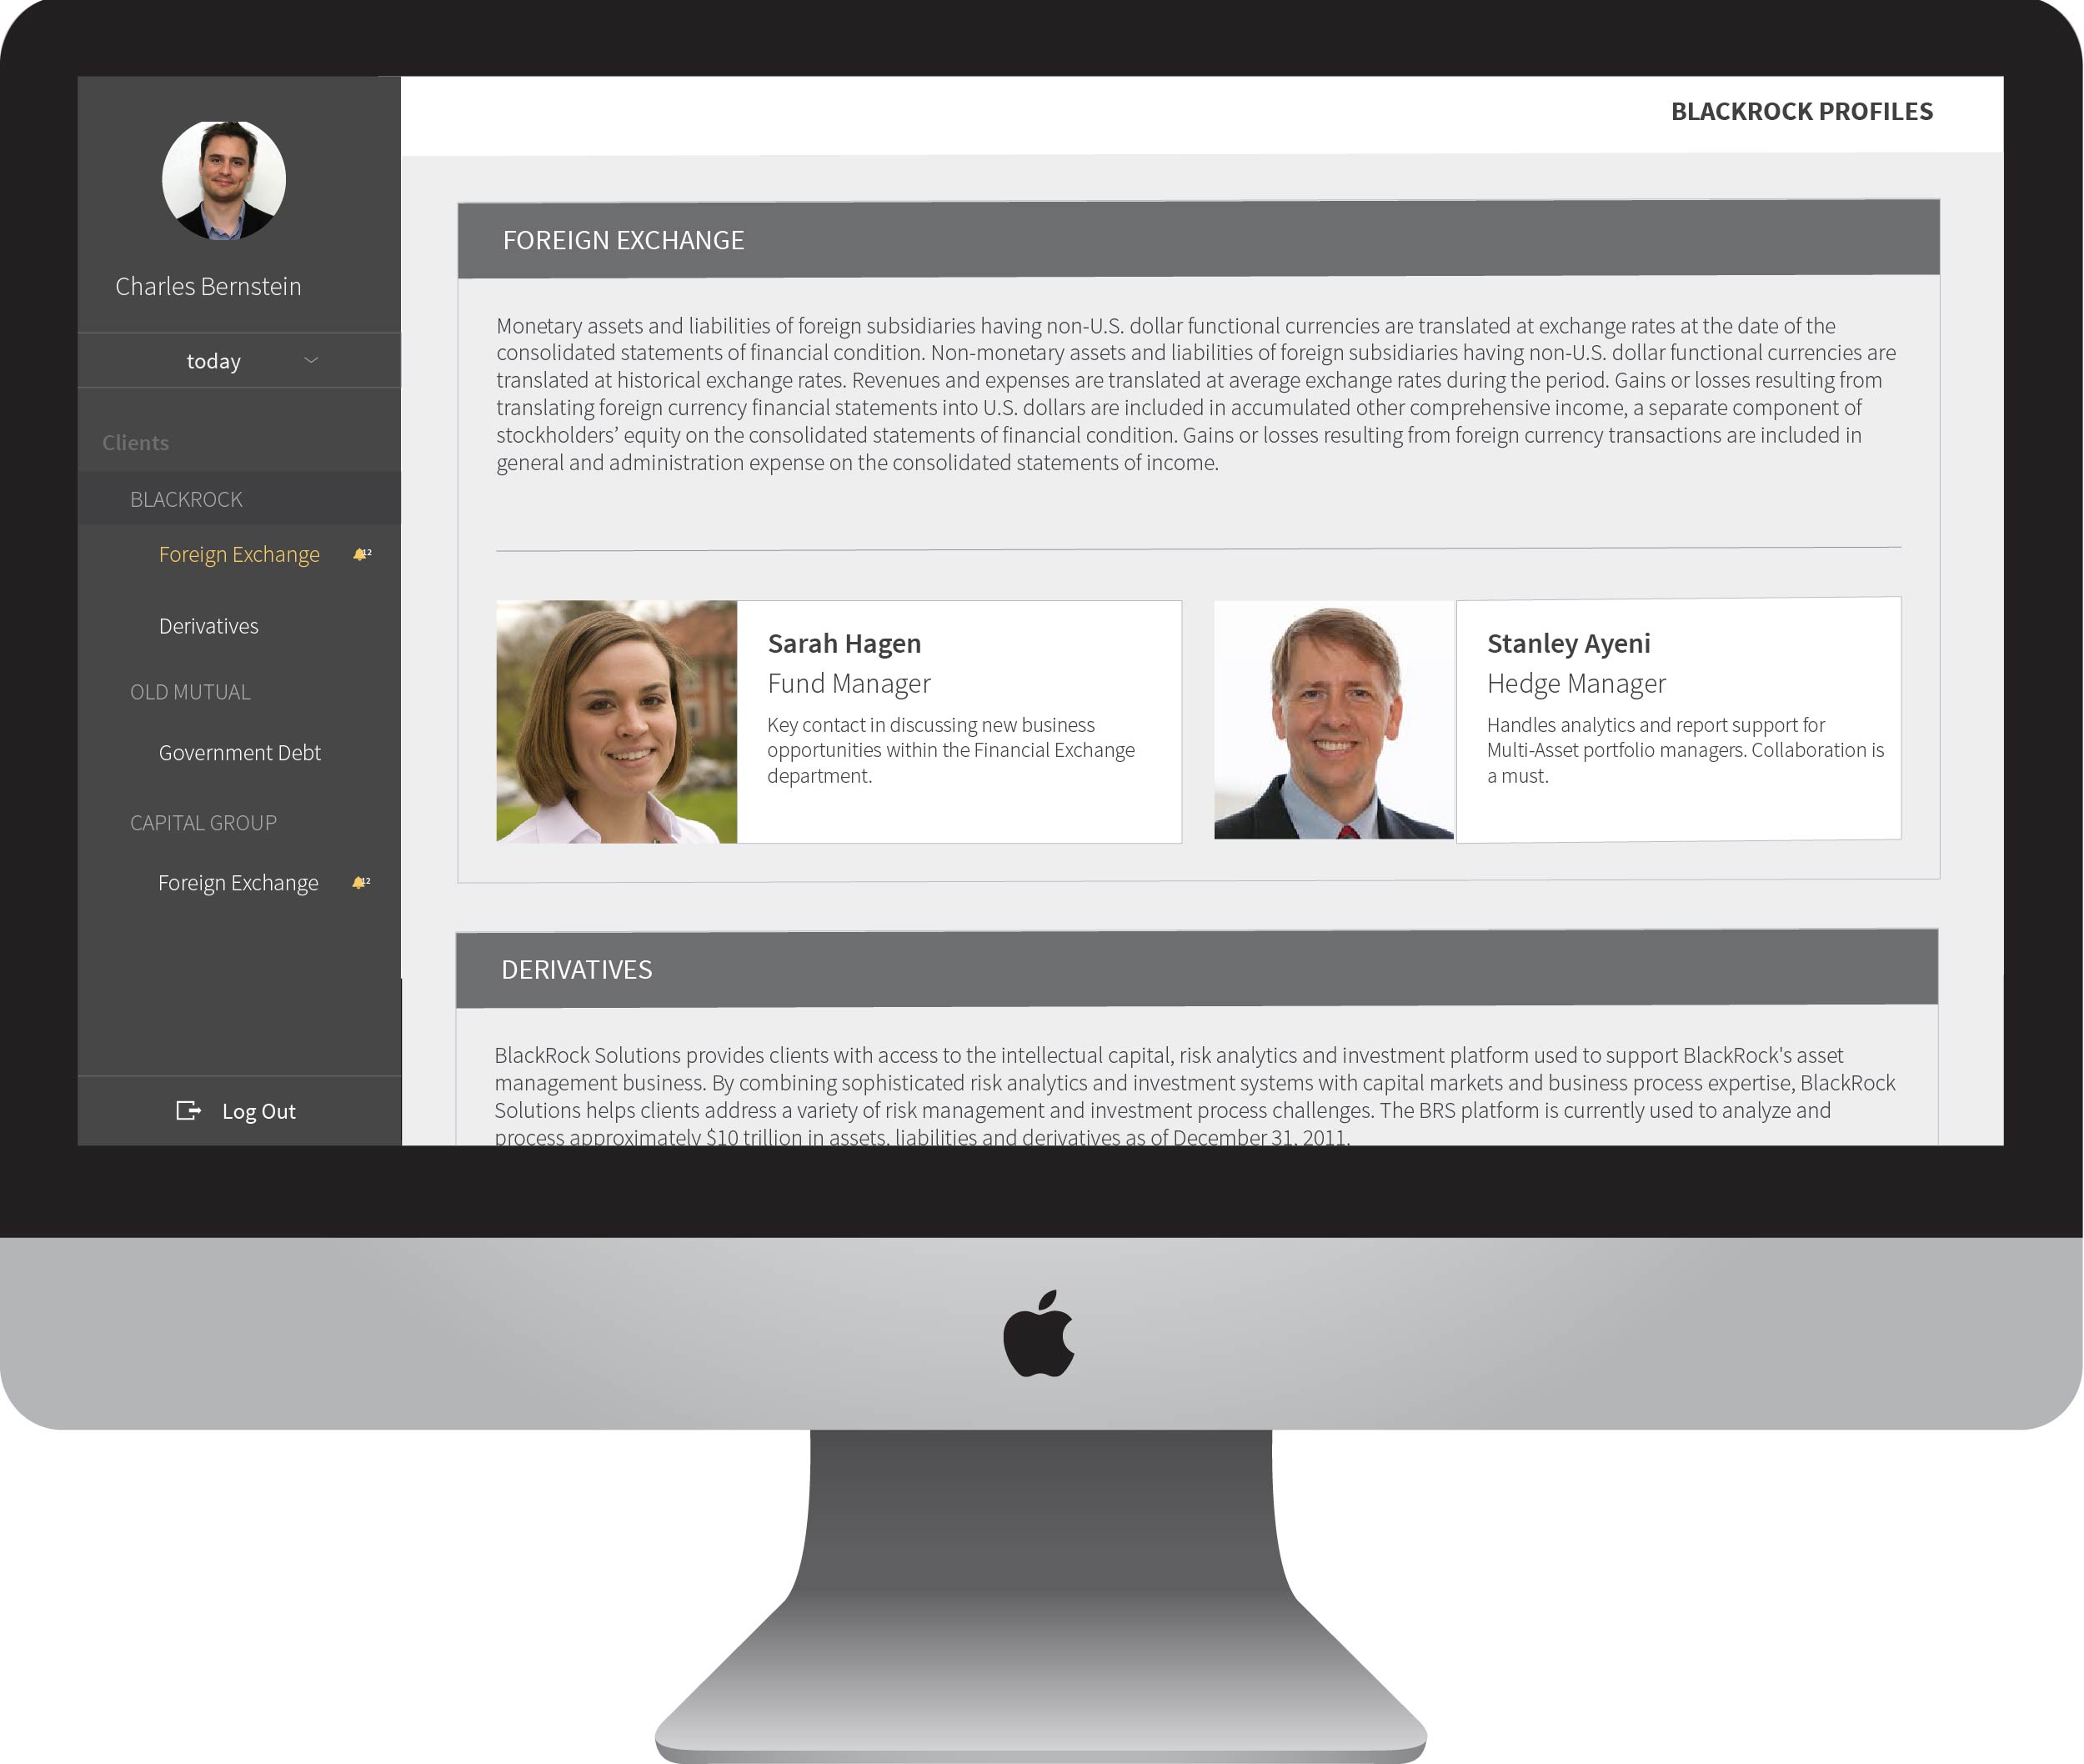 BLACKROCK PROFILES
Charles Bernstein
today
Clients
BLACKROCK
Foreign Exchange 12
Derivatives
OLD MUTUAL
Government Debt
CAPITAL GROUP
Foreign Exchange 12
Log Out
FOREIGN EXCHANGE
Monetary assets and liabilities of foreign subsidiaries having non-U.S. dollar functional currencies are translated at exchange rates at the date of the
consolidated statements of financial condition. Non-monetary assets and liabilities of foreign subsidiaries having non-U.S. dollar functional currencies are
translated at historical exchange rates. Revenues and expenses are translated at average exchange rates during the period. Gains or losses resulting from
translating foreign currency financial statements into U.S. dollars are included in accumulated other comprehensive income, a separate component of
stockholders’ equity on the consolidated statements of financial condition. Gains or losses resulting from foreign currency transactions are included in
general and administration expense on the consolidated statements of income.
Sarah Hagen
Fund Manager
Key contact in discussing new business
opportunities within the Financial Exchange
department.
Stanley Ayeni
Hedge Manager
Handles analytics and report support for
Multi-Asset portfolio managers. Collaboration is
a must.
DERIVATIVES
BlackRock Solutions provides clients with access to the intellectual capital, risk analytics and investment platform used to support BlackRock's asset
management business. By combining sophisticated risk analytics and investment systems with capital markets and business process expertise, BlackRock
Solutions helps clients address a variety of risk management and investment process challenges. The BRS platform is currently used to analyze and
process approximately $10 trillion in assets, liabilities and derivatives as of December 31, 2011.